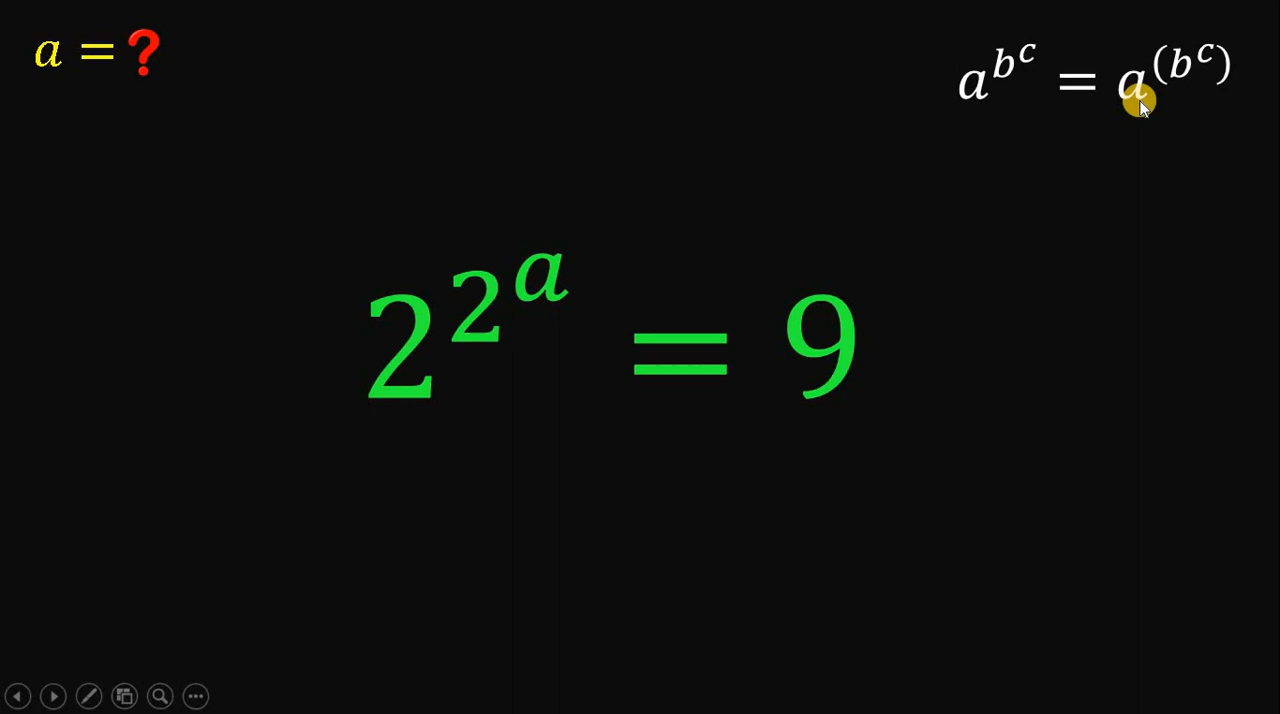 a = ❓
a^{b^c} = a^{(b^c)}
2^{2^a} = 9